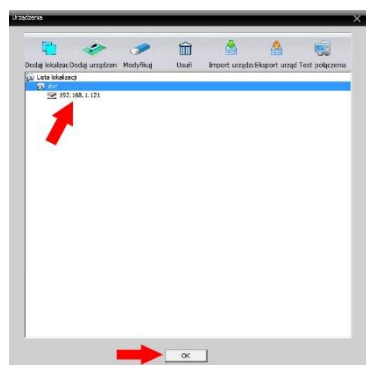 Urządzenia
Dodaj lokalizac Dodaj urządzen Modyfikuj Usuń Import urządze Eksport urząd Test połączenia
Lista lokalizacji
dvr
192.168.1.121
OK